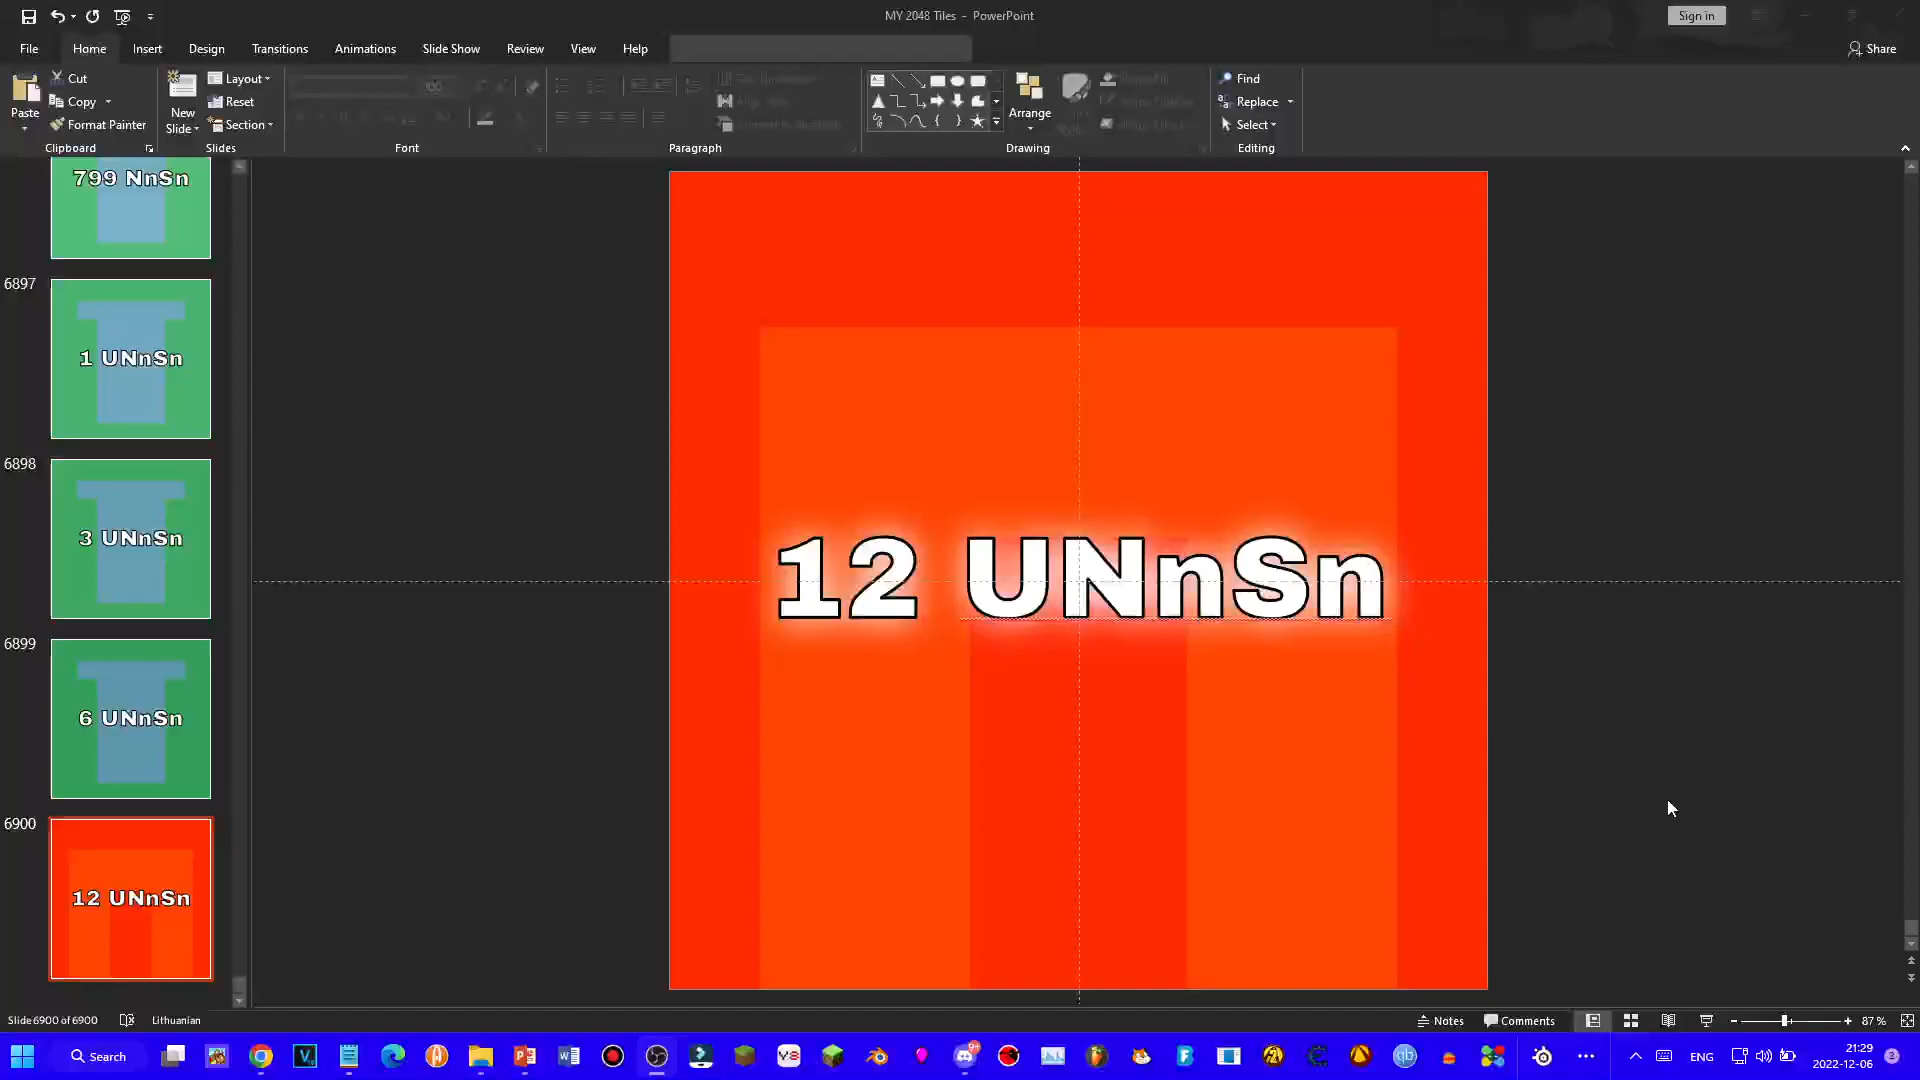 MY 2048 Tiles - PowerPoint
Sign in
File Home Insert Design Transitions Animations Slide Show Review View Help
Share
Paste
Cut
Copy
Format Painter
Clipboard
New Slide
Layout
Reset
Section
Slides
Font
Paragraph
Arrange
Drawing
Find
Replace
Select
Editing
799 NnSn
6897
1 UNnSn
6898
3 UNnSn
6899
6 UNnSn
6900
12 UNnSn
12 UNnSn
Slide 6900 of 6900
Lithuanian
Notes
Comments
87 %
Search
ENG
21:29
2022-12-06